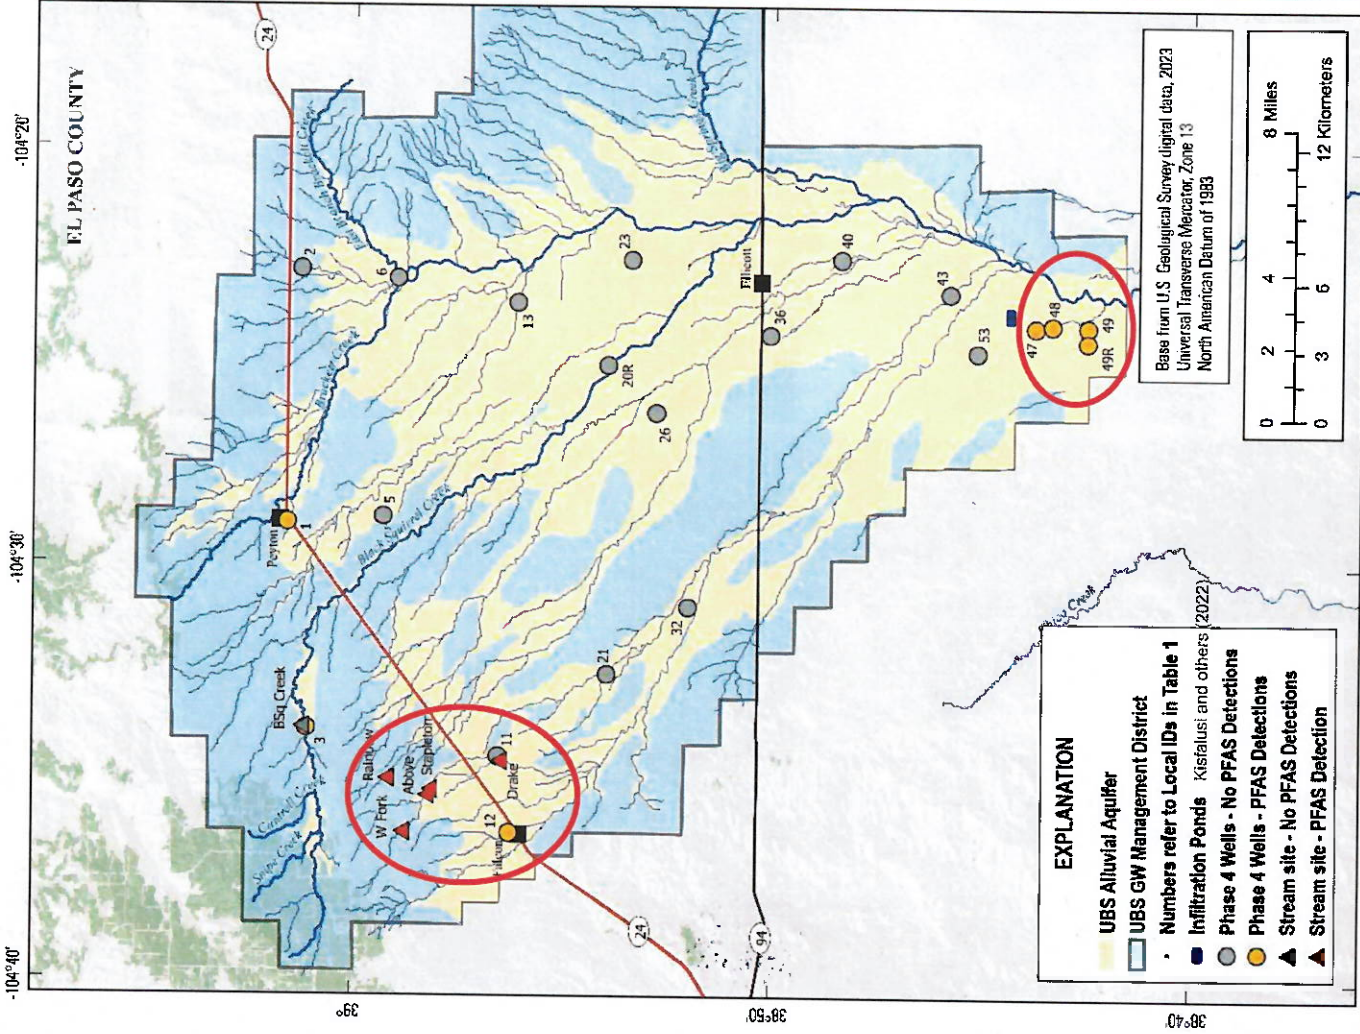 EL PASO COUNTY
-104°40'
-104°30'
-104°20'
39°
38°50'
38°40'
24
24
94
Peyton
Falcon
Ellicott
Brackett Creek
Black Squirrel Creek
BSq Creek
Rainbow
W Fork
Above
Stapleton
Drake
1
2
3
5
6
11
12
13
20R
21
23
26
32
36
40
43
53
47
48
49
49R
EXPLANATION
UBS Alluvial Aquifer
UBS GW Management District
Numbers refer to Local IDs in Table 1
Infiltration Ponds Kisfalusi and others (2022)
Phase 4 Wells - No PFAS Detections
Phase 4 Wells - PFAS Detections
Stream site - No PFAS Detections
Stream site - PFAS Detection
Base from U.S Geological Survey digital data, 2023
Universal Transverse Mercator, Zone 13
North American Datum of 1983
0 2 4 8 Miles
0 3 6 12 Kilometers